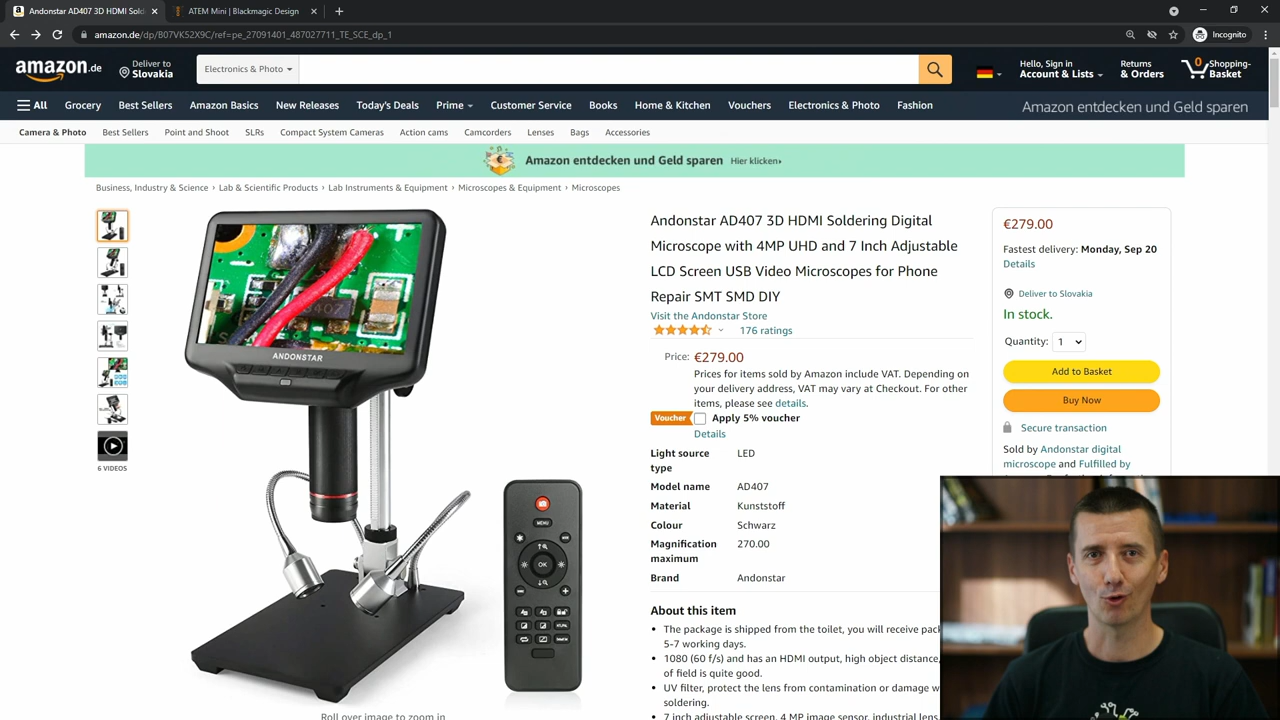 Andonstar AD407 3D HDMI Sold
ATEM Mini | Blackmagic Design
amazon.de/dp/B07VK52X9C/ref=pe_27091401_487027711_TE_SCE_dp_1
Incognito
amazon.de
Deliver to
Slovakia
Electronics & Photo
Hello, Sign in
Account & Lists
Returns
& Orders
0
Shopping-
Basket
All
Grocery
Best Sellers
Amazon Basics
New Releases
Today's Deals
Prime
Customer Service
Books
Home & Kitchen
Vouchers
Electronics & Photo
Fashion
Amazon entdecken und Geld sparen
Camera & Photo
Best Sellers
Point and Shoot
SLRs
Compact System Cameras
Action cams
Camcorders
Lenses
Bags
Accessories
Amazon entdecken und Geld sparen Hier klicken
Business, Industry & Science › Lab & Scientific Products › Lab Instruments & Equipment › Microscopes & Equipment › Microscopes
6 VIDEOS
ANDONSTAR
MENU
OK
Roll over image to zoom in
Andonstar AD407 3D HDMI Soldering Digital
Microscope with 4MP UHD and 7 Inch Adjustable
LCD Screen USB Video Microscopes for Phone
Repair SMT SMD DIY
Visit the Andonstar Store
176 ratings
Price: €279.00
Prices for items sold by Amazon include VAT. Depending on
your delivery address, VAT may vary at Checkout. For other
items, please see details.
Voucher Apply 5% voucher
Details
Light source LED
type
Model name AD407
Material Kunststoff
Colour Schwarz
Magnification 270.00
maximum
Brand Andonstar
About this item
• The package is shipped from the toilet, you will receive pac
5-7 working days.
• 1080 (60 f/s) and has an HDMI output, high object distance,
of field is quite good.
• UV filter, protect the lens from contamination or damage w
soldering.
• 7 inch adjustable screen, 4 MP image sensor, industrial lens
€279.00
Fastest delivery: Monday, Sep 20
Details
Deliver to Slovakia
In stock.
Quantity: 1
Add to Basket
Buy Now
Secure transaction
Sold by Andonstar digital
microscope and Fulfilled by